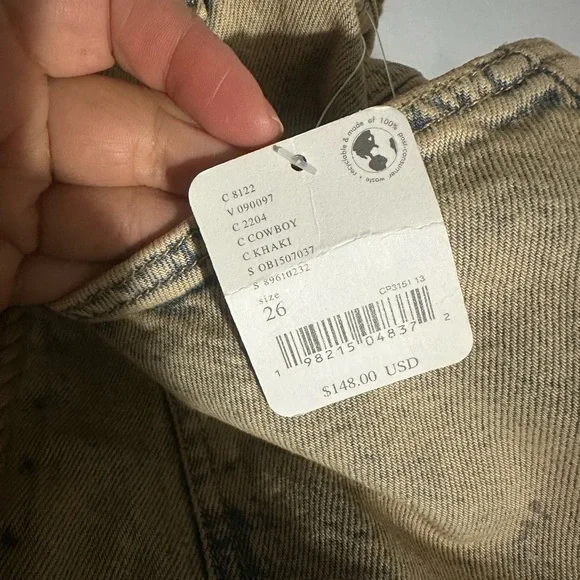 recyclable & made of 100% post-consumer waste •
C 8122
V 090097
C 2204
C COWBOY
C KHAKI
S OB1507037
S 89610232
size
26
CP3151 13
1 98215 04837 2
$148.00 USD